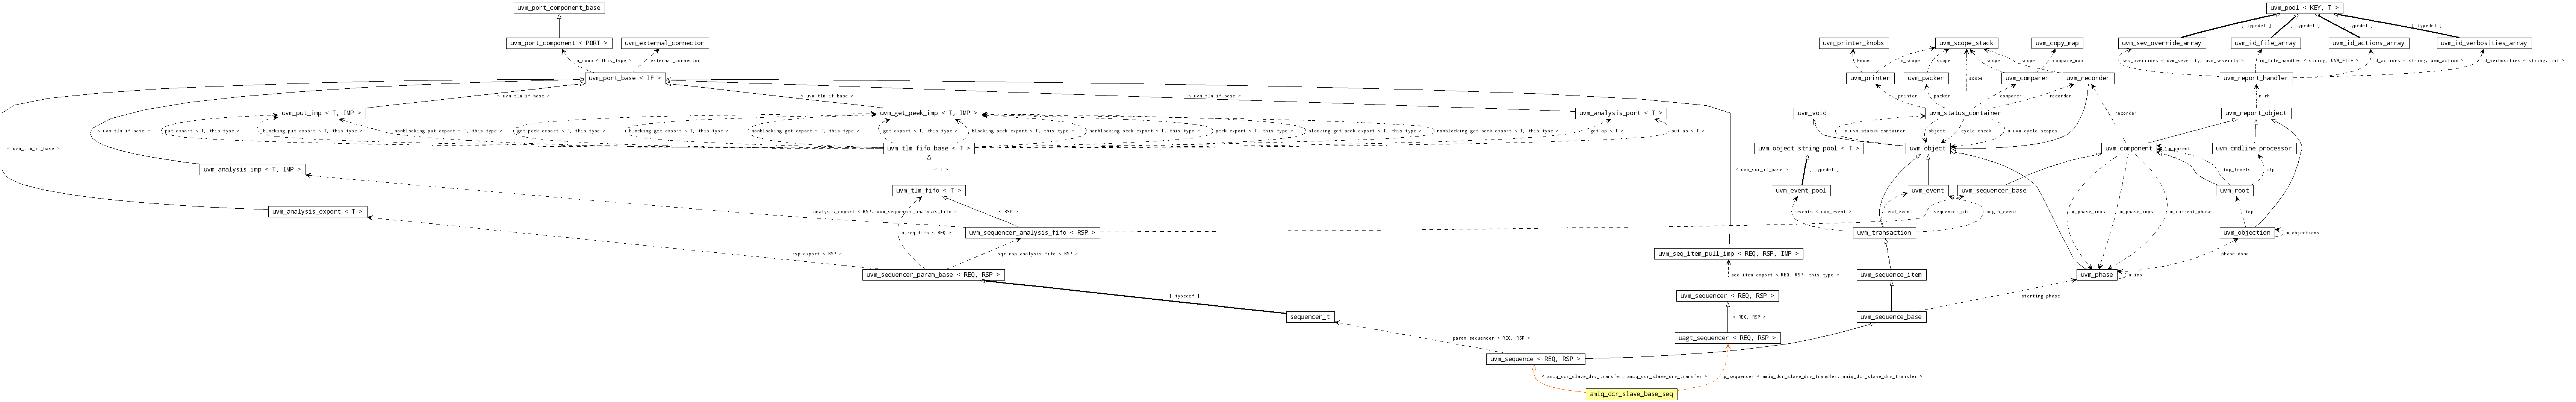 uvm_port_component_base
uvm_pool < KEY, T >
[ typedef ]
[ typedef ]
[ typedef ]
[ typedef ]
uvm_port_component < PORT >
uvm_external_connector
uvm_printer_knobs
uvm_scope_stack
uvm_copy_map
uvm_sev_override_array
uvm_id_file_array
uvm_id_actions_array
uvm_id_verbosities_array
m_comp < this_type >
external_connector
knobs
m_scope
scope
scope
scope
scope
compare_map
sev_overrides < uvm_severity, uvm_severity >
id_file_handles < string, UVM_FILE >
id_actions < string, uvm_action >
id_verbosities < string, int >
uvm_port_base < IF >
uvm_printer
uvm_packer
uvm_comparer
uvm_recorder
uvm_report_handler
< uvm_tlm_if_base >
< uvm_tlm_if_base >
< uvm_tlm_if_base >
printer
packer
comparer
recorder
m_rh
uvm_put_imp < T, IMP >
uvm_get_peek_imp < T, IMP >
uvm_analysis_port < T >
uvm_void
uvm_status_container
recorder
uvm_report_object
< uvm_tlm_if_base >
put_export < T, this_type >
blocking_put_export < T, this_type >
nonblocking_put_export < T, this_type >
get_peek_export < T, this_type >
blocking_get_export < T, this_type >
nonblocking_get_export < T, this_type >
get_export < T, this_type >
blocking_peek_export < T, this_type >
nonblocking_peek_export < T, this_type >
peek_export < T, this_type >
blocking_get_peek_export < T, this_type >
nonblocking_get_peek_export < T, this_type >
get_ap < T >
put_ap < T >
m_uvm_status_container
object
cycle_check
m_uvm_cycle_scopes
< uvm_tlm_if_base >
uvm_tlm_fifo_base < T >
uvm_object_string_pool < T >
uvm_object
uvm_component
m_parent
uvm_cmdline_processor
uvm_analysis_imp < T, IMP >
< T >
< uvm_sqr_if_base >
[ typedef ]
top_levels
clp
uvm_tlm_fifo < T >
uvm_event_pool
uvm_event
uvm_sequencer_base
uvm_root
uvm_analysis_export < T >
analysis_export < RSP, uvm_sequencer_analysis_fifo >
< RSP >
events < uvm_event >
end_event
sequencer_ptr
begin_event
m_phase_imps
m_phase_imps
m_current_phase
top
m_req_fifo < REQ >
uvm_sequencer_analysis_fifo < RSP >
uvm_transaction
uvm_objection
m_objections
rsp_export < RSP >
sqr_rsp_analysis_fifo < RSP >
uvm_seq_item_pull_imp < REQ, RSP, IMP >
phase_done
uvm_sequencer_param_base < REQ, RSP >
seq_item_export < REQ, RSP, this_type >
uvm_sequence_item
uvm_phase
m_imp
[ typedef ]
uvm_sequencer < REQ, RSP >
starting_phase
sequencer_t
< REQ, RSP >
uvm_sequence_base
param_sequencer < REQ, RSP >
uagt_sequencer < REQ, RSP >
uvm_sequence < REQ, RSP >
< amiq_dcr_slave_drv_transfer, amiq_dcr_slave_drv_transfer >
p_sequencer < amiq_dcr_slave_drv_transfer, amiq_dcr_slave_drv_transfer >
amiq_dcr_slave_base_seq